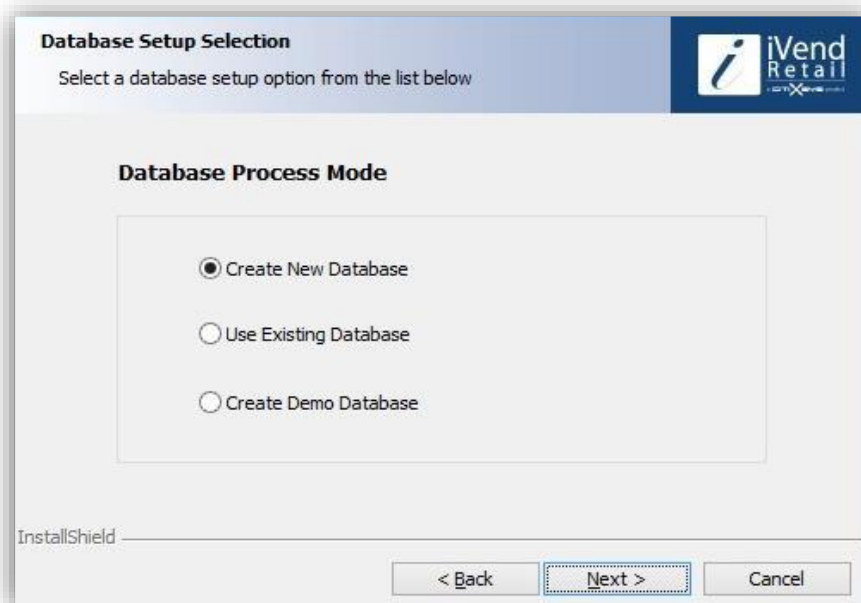 Database Setup Selection
Select a database setup option from the list below
iVend
Retail
Database Process Mode
Create New Database
Use Existing Database
Create Demo Database
InstallShield
< Back
Next >
Cancel